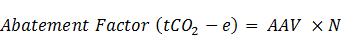 Abatement Factor (tCO₂ − e) = AAV × N